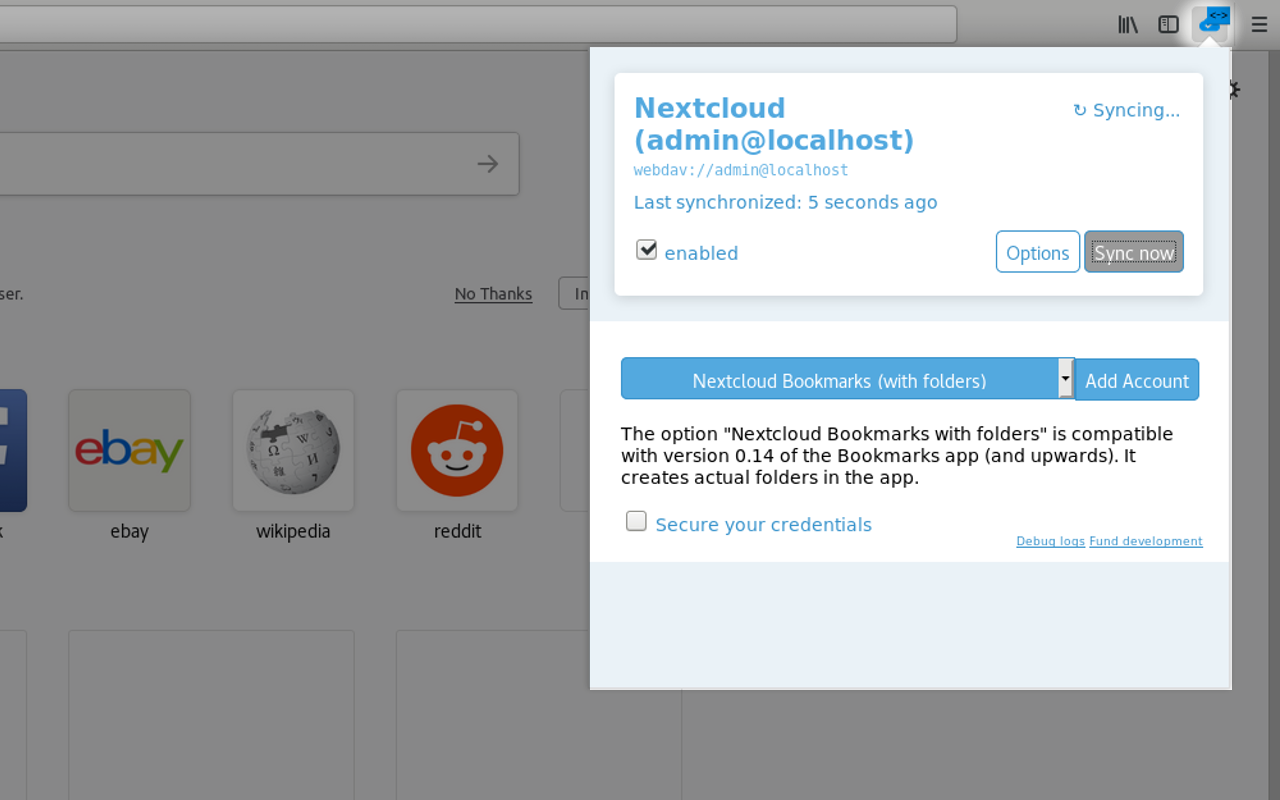 Nextcloud
(admin@localhost)
↻ Syncing...
webdav://admin@localhost
Last synchronized: 5 seconds ago
enabled
Options
Sync now
ser.
No Thanks
In
Nextcloud Bookmarks (with folders)
Add Account
The option "Nextcloud Bookmarks with folders" is compatible
with version 0.14 of the Bookmarks app (and upwards). It
creates actual folders in the app.
Secure your credentials
Debug logs Fund development
ebay
k
ebay
wikipedia
reddit